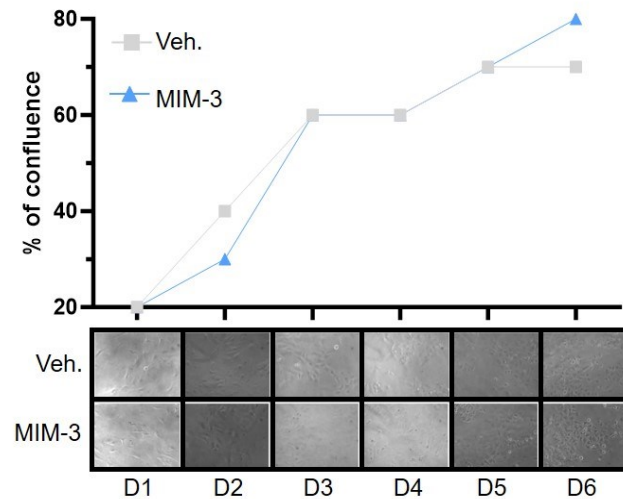 80
Veh.
MIM-3
60
40
20
% of confluence
Veh.
MIM-3
D1 D2 D3 D4 D5 D6